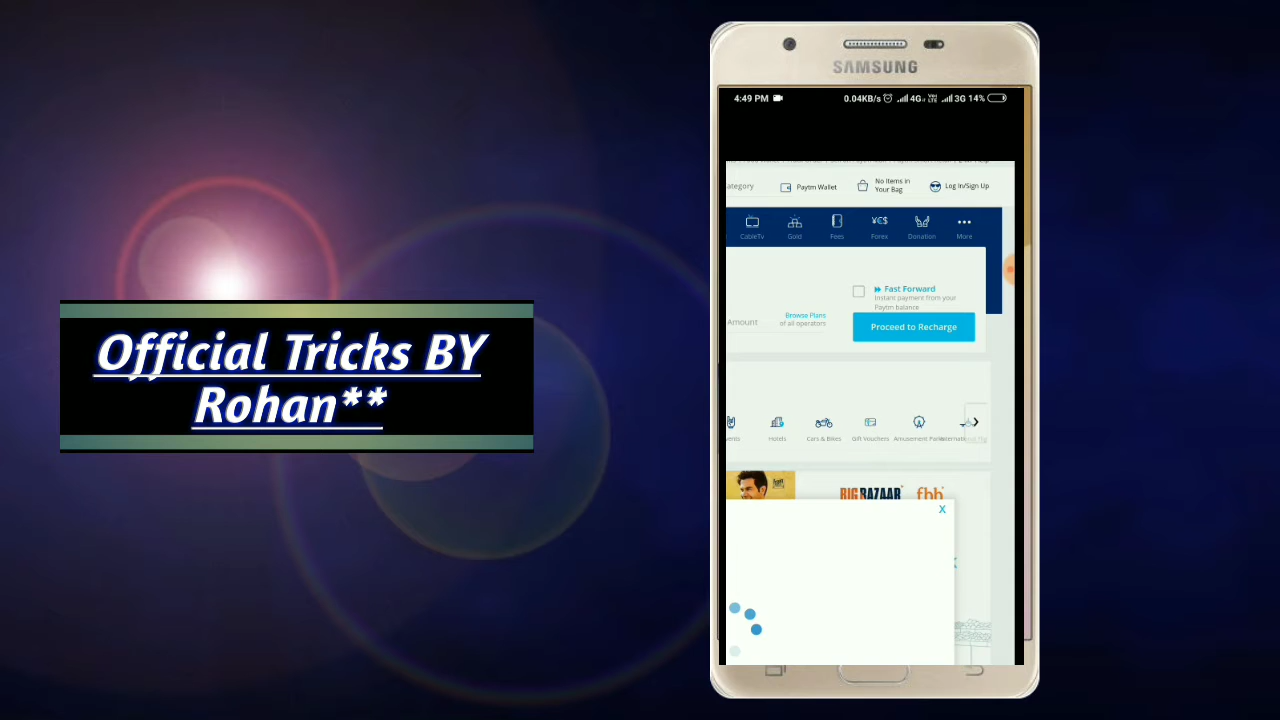 Official Tricks BY
Rohan**
SAMSUNG
4:49 PM
0.04KB/s 4G VoLTE 3G 14%
ategory
Paytm Wallet
No Items in
Your Bag
Log In/Sign Up
CableTv
Gold
Fees
¥€$
Forex
Donation
More
Fast Forward
Instant payment from your
Paytm balance
Amount
Browse Plans
of all operators
Proceed to Recharge
vents
Hotels
Cars & Bikes
Gift Vouchers
Amusement Parks
BIG BAZAAR
fbb
X